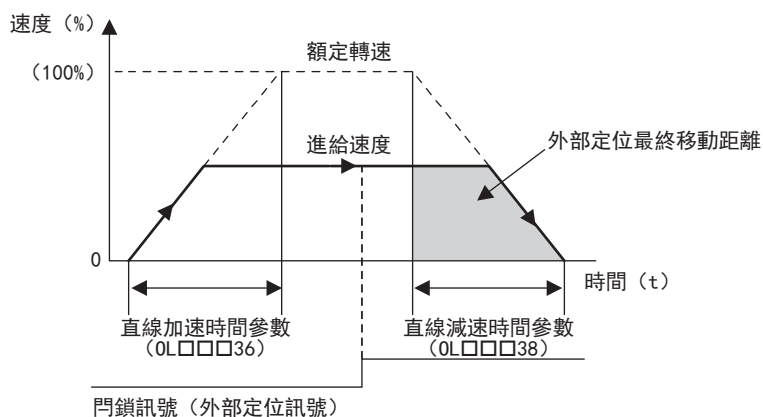 速度（%）
（100%）
額定轉速
進給速度
外部定位最終移動距離
0
時間（t）
直線加速時間參數
（OL□□□36）
直線減速時間參數
（OL□□□38）
閂鎖訊號（外部定位訊號）